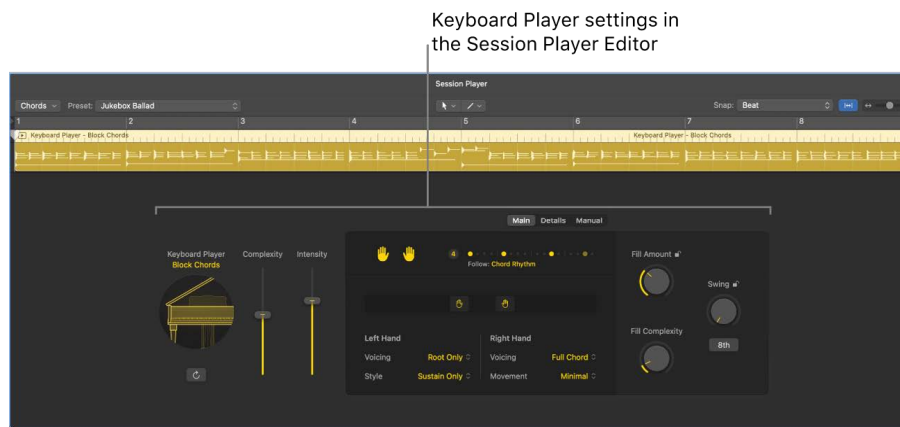 Keyboard Player settings in
the Session Player Editor
Session Player
Chords Preset: Jukebox Ballad Snap: Beat
1 2 3 4 5 6 7 8
Keyboard Player - Block Chords Keyboard Player - Block Chords
Main Details Manual
Keyboard Player Complexity Intensity
Block Chords
4
Follow: Chord Rhythm
Fill Amount
Swing
Left Hand Right Hand
Voicing Root Only Voicing Full Chord
Style Sustain Only Movement Minimal
Fill Complexity
8th